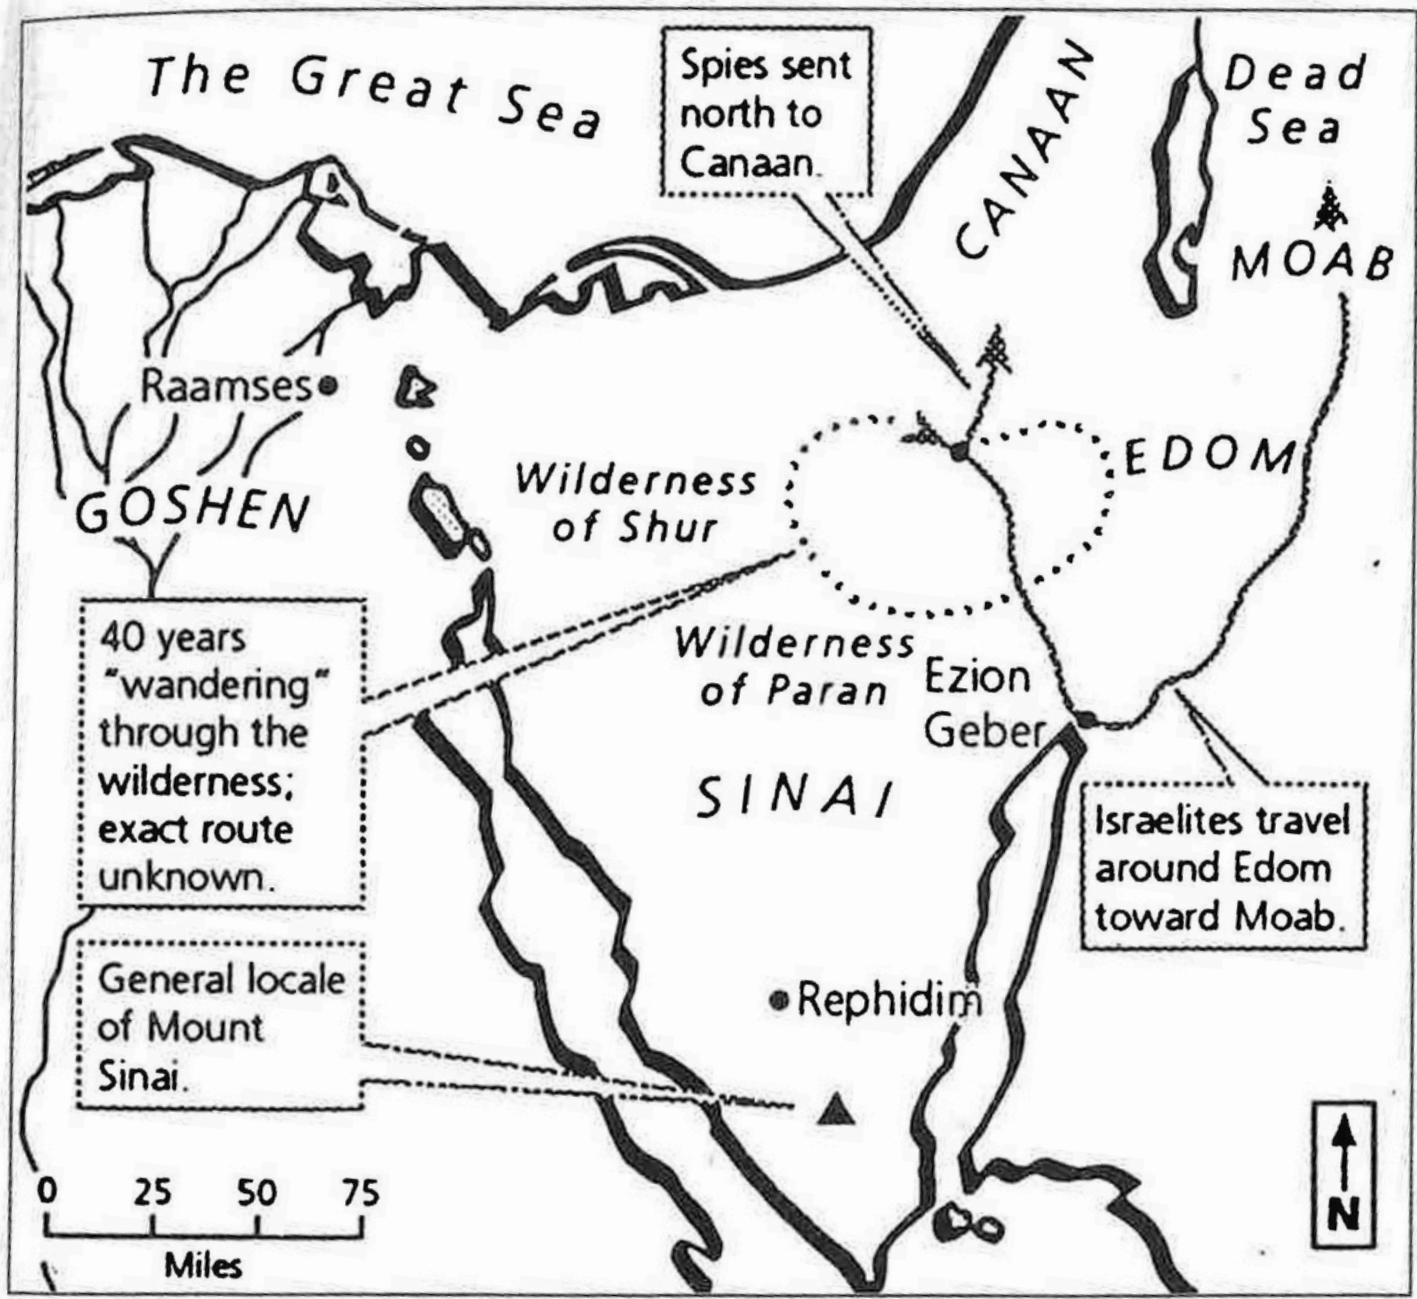 The Great Sea
Spies sent
north to
Canaan.
CANAAN
Dead
Sea
MOAB
Raamses
GOSHEN
Wilderness
of Shur
EDOM
40 years
"wandering"
through the
wilderness;
exact route
unknown.
Wilderness
of Paran
Ezion
Geber
SINAI
Israelites travel
around Edom
toward Moab.
General locale
of Mount
Sinai.
Rephidim
0 25 50 75
Miles
N